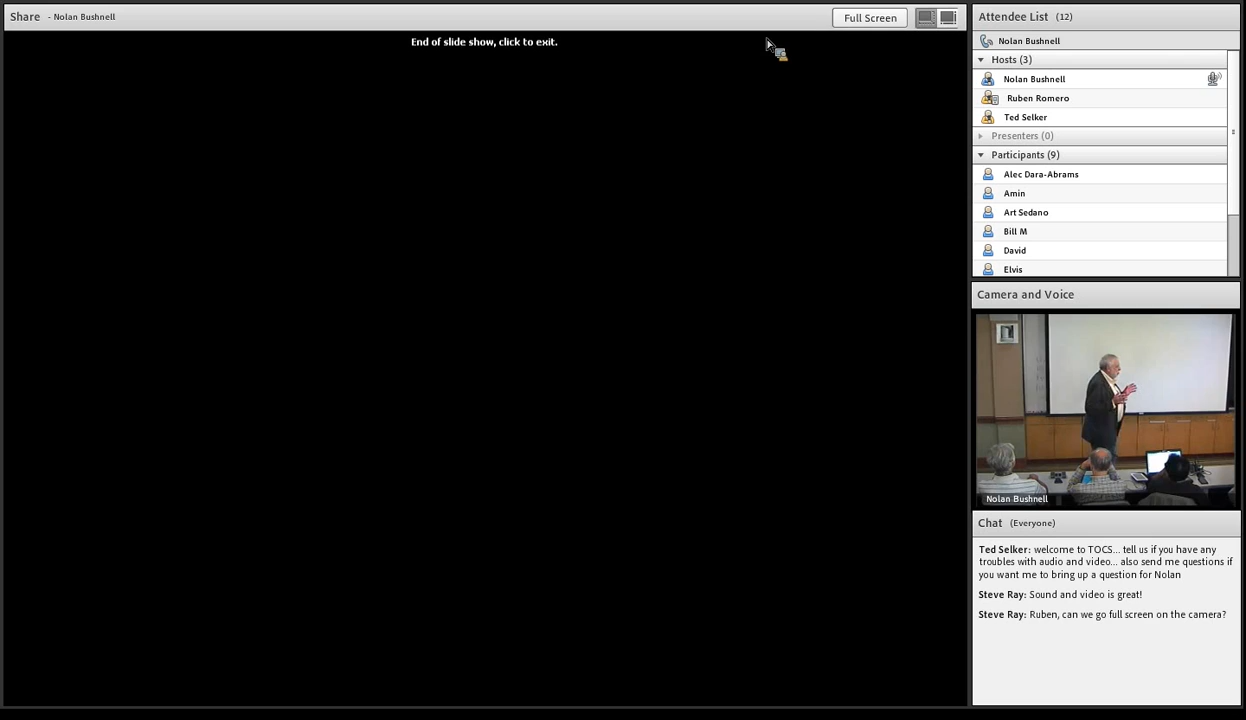 Share - Nolan Bushnell
Full Screen
End of slide show, click to exit.
Attendee List (12)
Nolan Bushnell
Hosts (3)
Nolan Bushnell
Ruben Romero
Ted Selker
Presenters (0)
Participants (9)
Alec Dara-Abrams
Amin
Art Sedano
Bill M
David
Elvis
Camera and Voice
Nolan Bushnell
Chat (Everyone)
Ted Selker: welcome to TOCS... tell us if you have any
troubles with audio and video... also send me questions if
you want me to bring up a question for Nolan
Steve Ray: Sound and video is great!
Steve Ray: Ruben, can we go full screen on the camera?